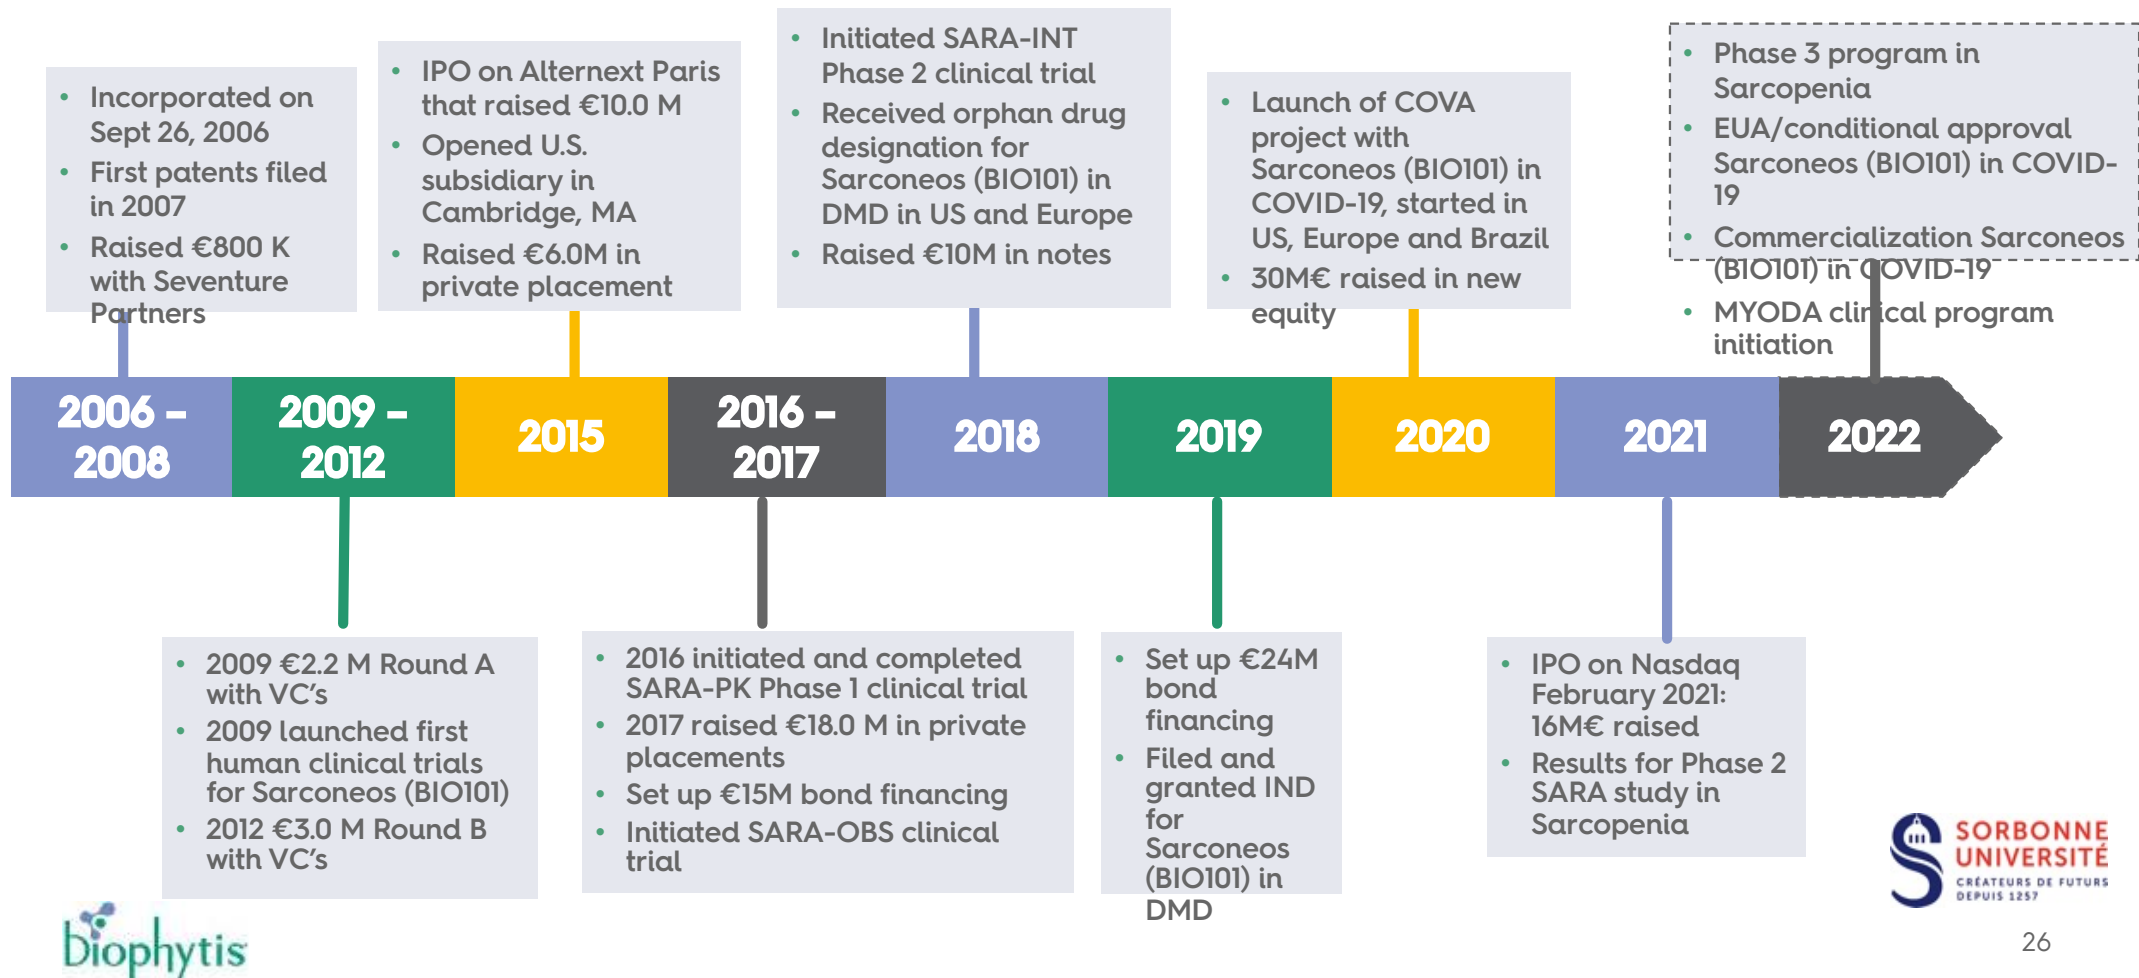 • Incorporated on
Sept 26, 2006
• First patents filed
in 2007
• Raised €800 K
with Seventure
Partners
• IPO on Alternext Paris
that raised €10.0 M
• Opened U.S.
subsidiary in
Cambridge, MA
• Raised €6.0M in
private placement
• Initiated SARA-INT
Phase 2 clinical trial
• Received orphan drug
designation for
Sarconeos (BIO101) in
DMD in US and Europe
• Raised €10M in notes
• Launch of COVA
project with
Sarconeos (BIO101) in
COVID-19, started in
US, Europe and Brazil
• 30M€ raised in new
equity
• Phase 3 program in
Sarcopenia
• EUA/conditional approval
Sarconeos (BIO101) in COVID-
19
• Commercialization Sarconeos
(BIO101) in COVID-19
• MYODA clinical program
initiation
2006 –
2008
2009 –
2012
2015
2016 –
2017
2018
2019
2020
2021
2022
• 2009 €2.2 M Round A
with VC's
• 2009 launched first
human clinical trials
for Sarconeos (BIO101)
• 2012 €3.0 M Round B
with VC's
• 2016 initiated and completed
SARA-PK Phase 1 clinical trial
• 2017 raised €18.0 M in private
placements
• Set up €15M bond financing
• Initiated SARA-OBS clinical
trial
• Set up €24M
bond
financing
• Filed and
granted IND
for
Sarconeos
(BIO101) in
DMD
• IPO on Nasdaq
February 2021:
16M€ raised
• Results for Phase 2
SARA study in
Sarcopenia
SORBONNE
UNIVERSITÉ
CRÉATEURS DE FUTURS
DEPUIS 1257
biophytis
26